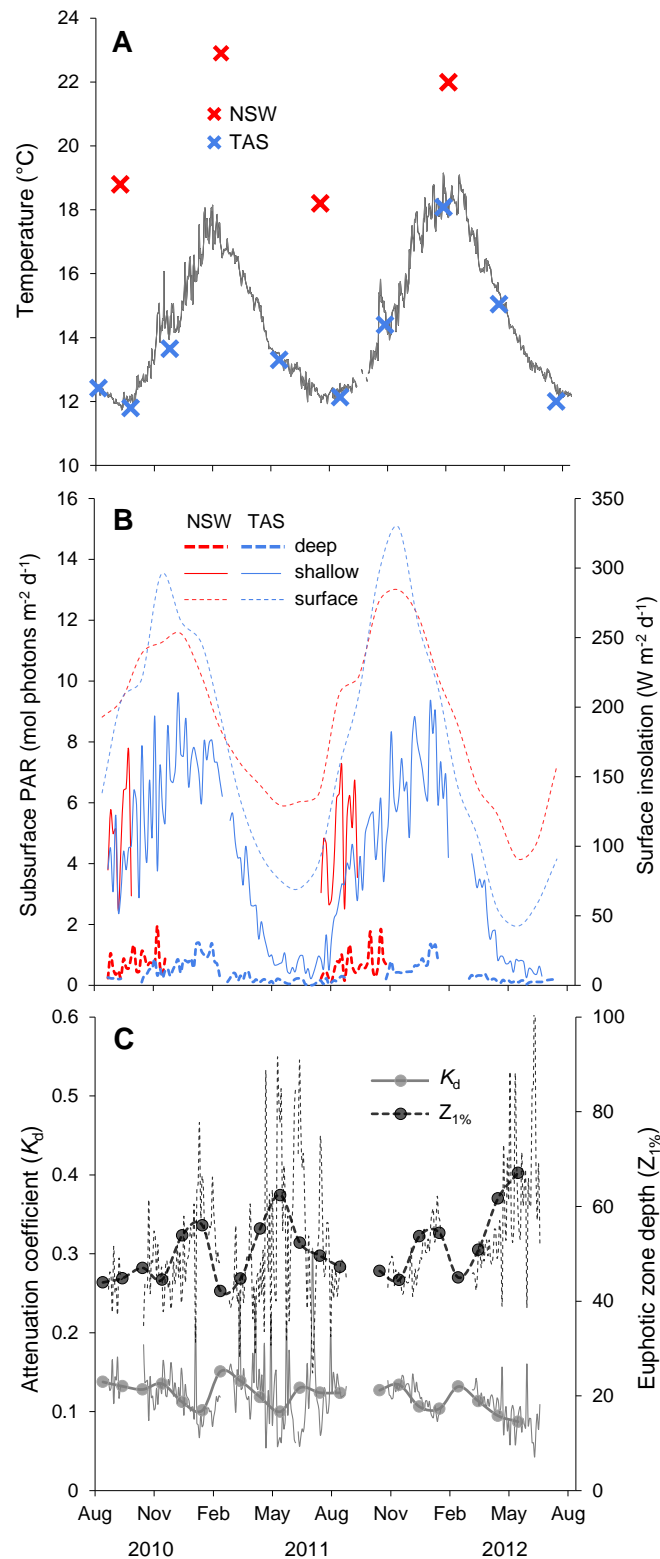 A
Temperature (°C)
24
22
20
18
16
14
12
10
NSW
TAS
B
NSW TAS
deep
shallow
surface
Subsurface PAR (mol photons m-2 d-1)
16
14
12
10
8
6
4
2
0
Surface insolation (W m-2 d-1)
350
300
250
200
150
100
50
0
C
Kd
Z1%
Attenuation coefficient (Kd)
0.6
0.5
0.4
0.3
0.2
0.1
0
Euphotic zone depth (Z1%)
100
80
60
40
20
0
Aug Nov Feb May Aug Nov Feb May Aug
2010 2011 2012